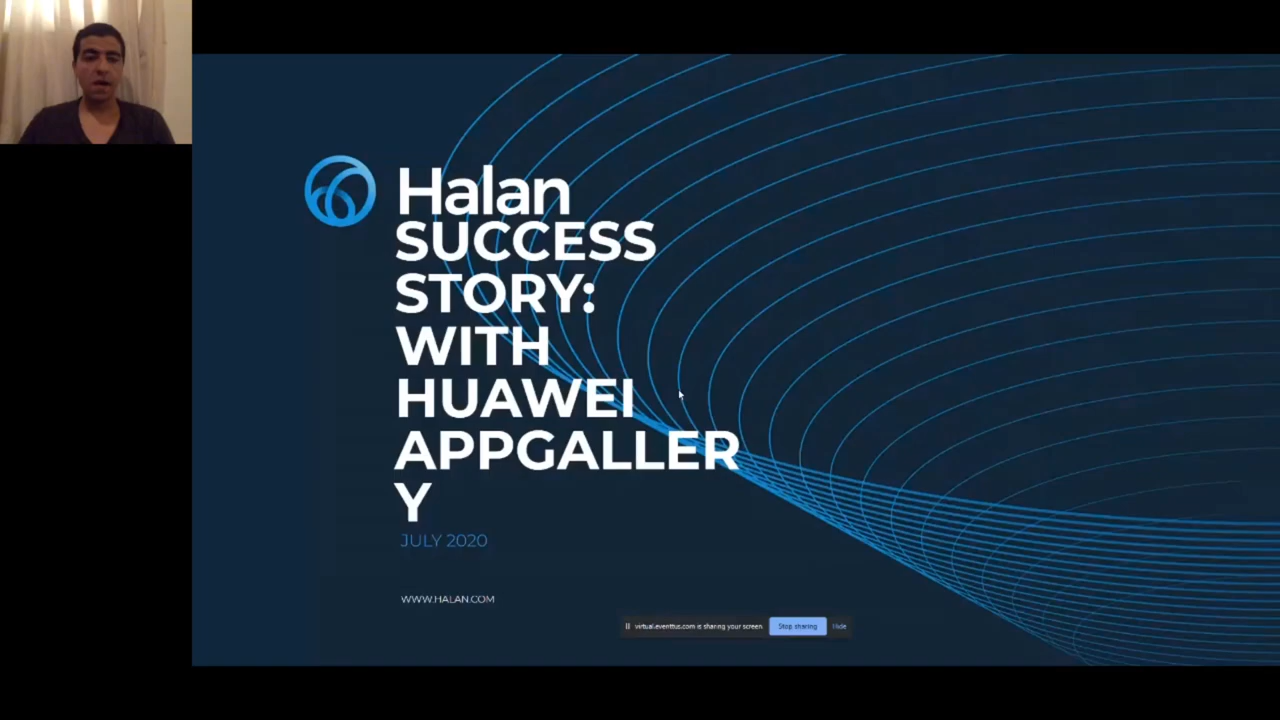 Halan
SUCCESS
STORY:
WITH
HUAWEI
APPGALLER
Y
JULY 2020
WWW.HALAN.COM
virtual.eventtus.com is sharing your screen. Stop sharing Hide